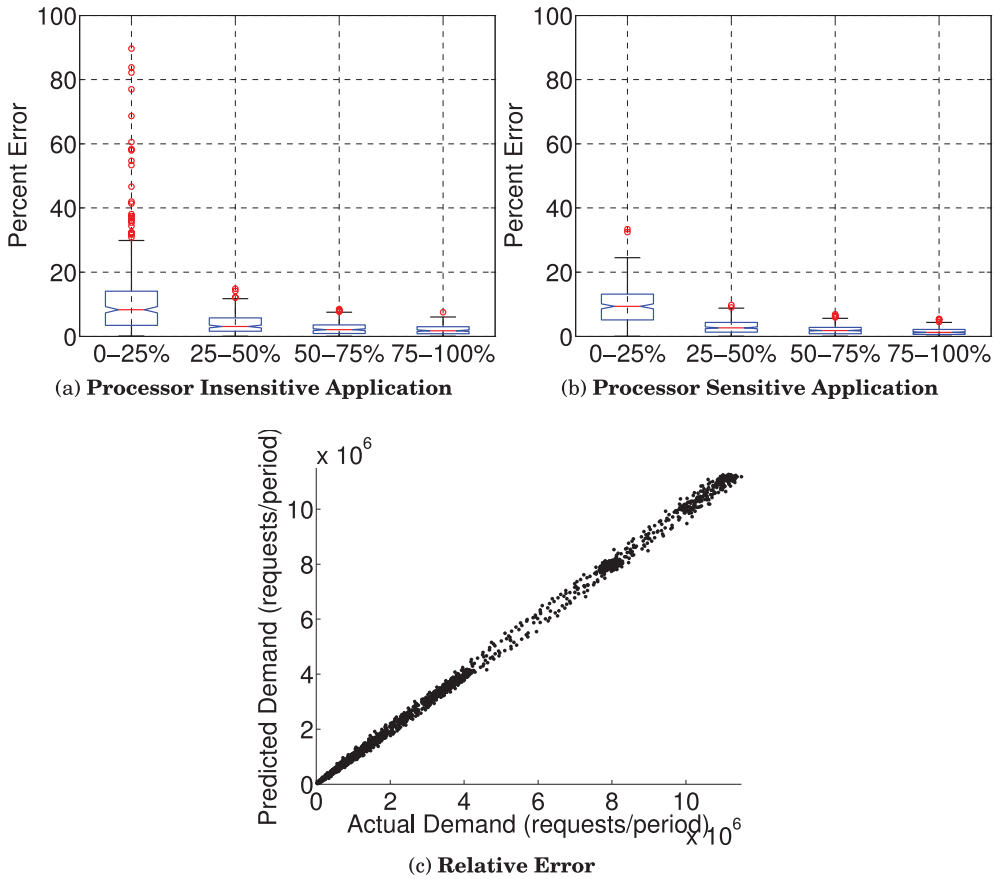 100
80
60
40
20
0
Percent Error
0−25% 25−50% 50−75% 75−100%
(a) Processor Insensitive Application
100
80
60
40
20
0
Percent Error
0−25% 25−50% 50−75% 75−100%
(b) Processor Sensitive Application
x 10^6
10
8
6
4
2
0
Predicted Demand (requests/period)
0 2 4 6 8 10
Actual Demand (requests/period)
x 10^6
(c) Relative Error